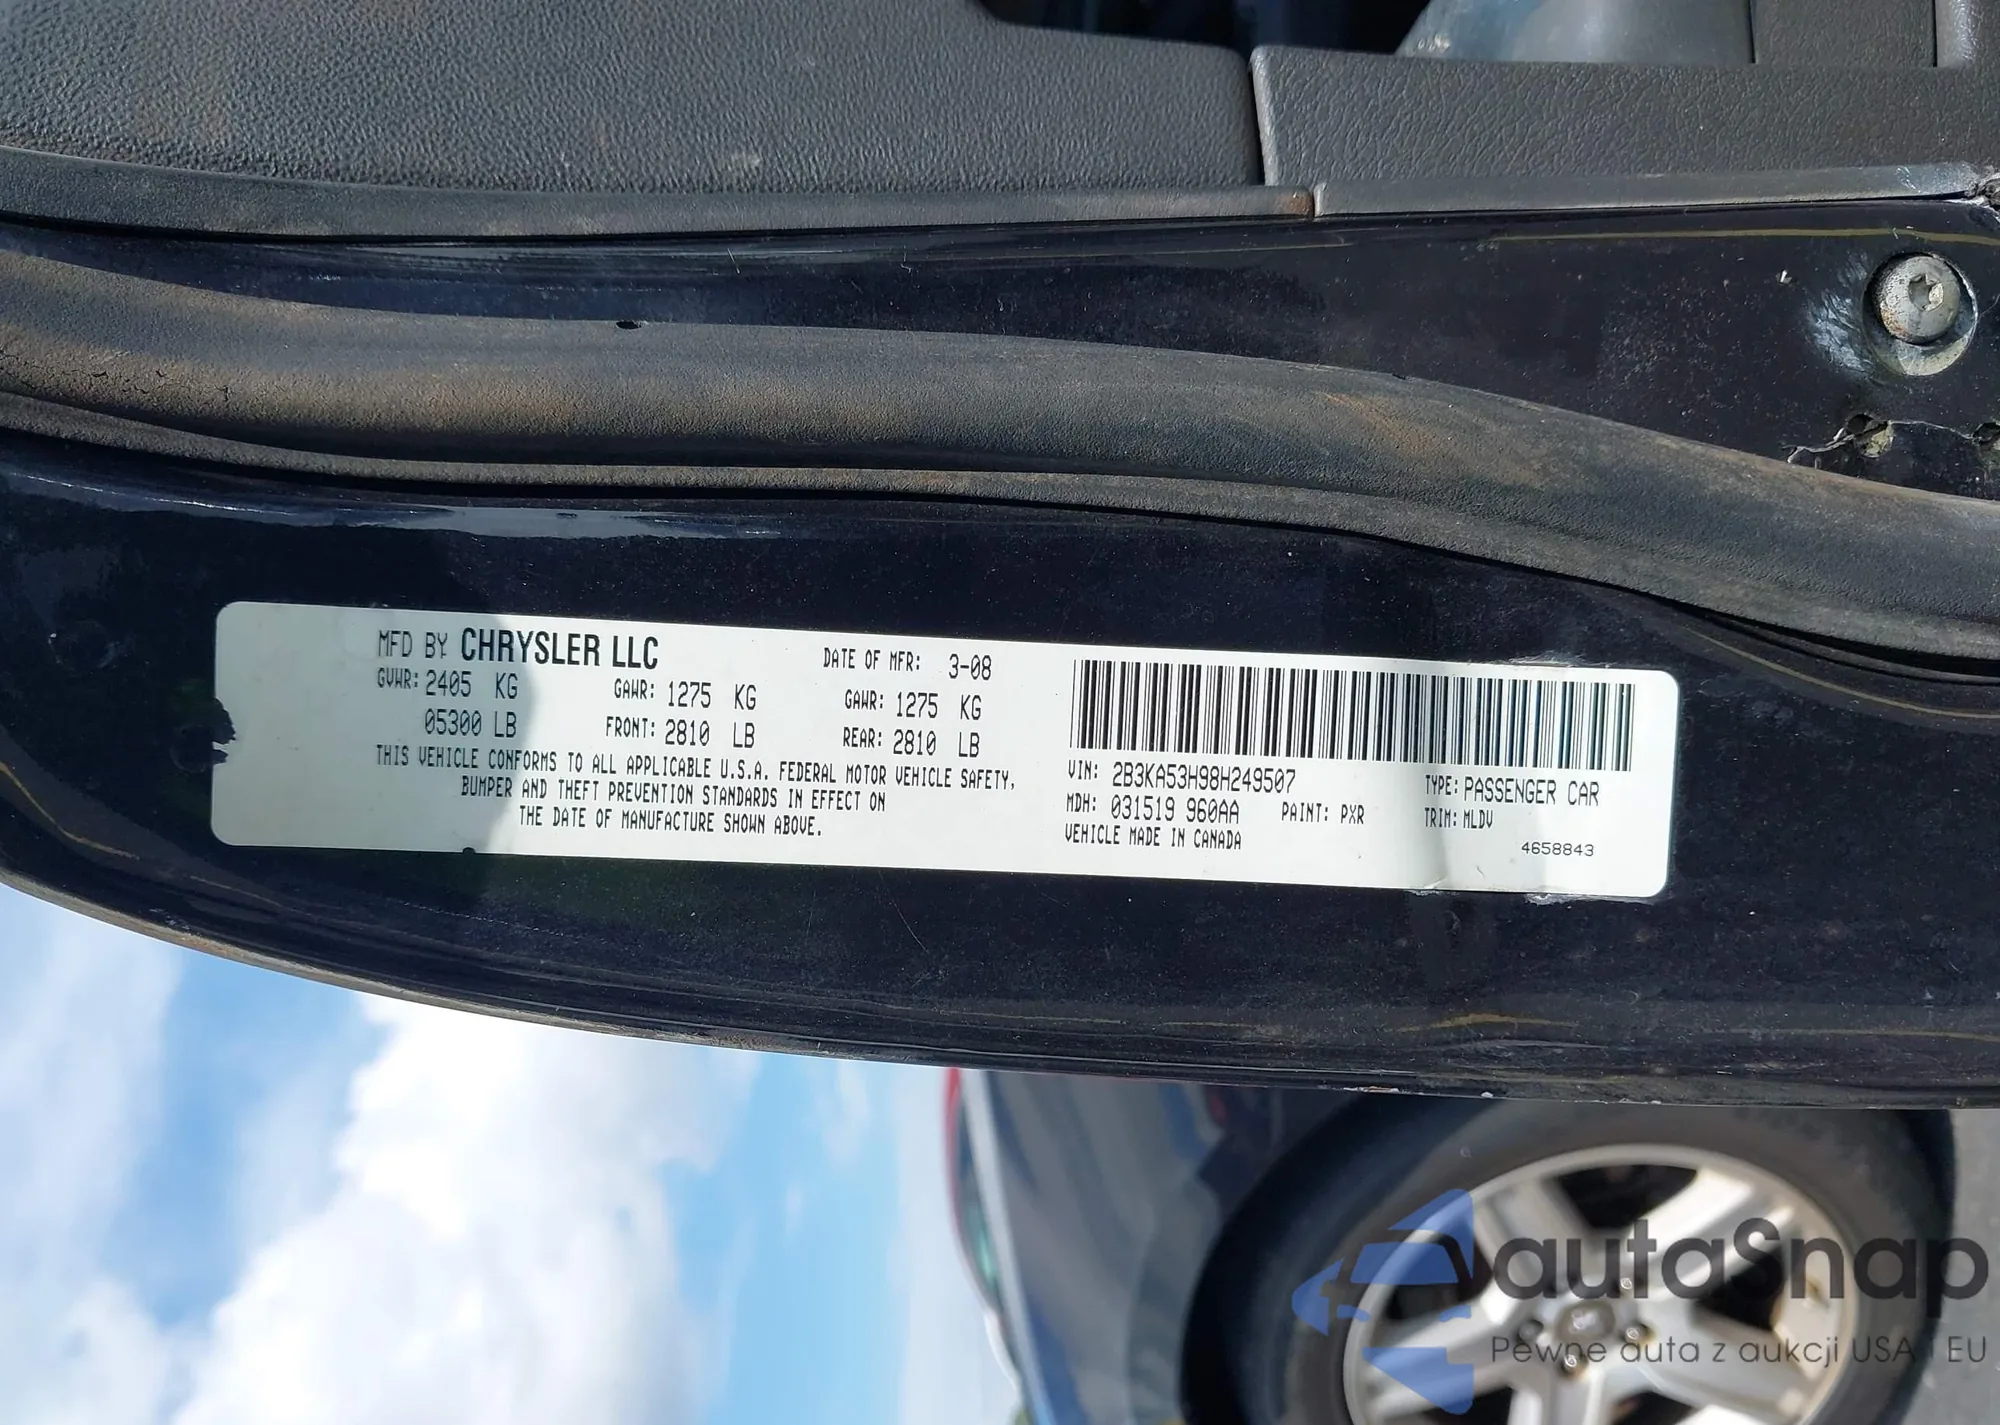 MFD BY CHRYSLER LLC DATE OF MFR: 3-08
GVWR: 2405 KG GAWR: 1275 KG GAWR: 1275 KG
05300 LB FRONT: 2810 LB REAR: 2810 LB
THIS VEHICLE CONFORMS TO ALL APPLICABLE U.S.A. FEDERAL MOTOR VEHICLE SAFETY,
BUMPER AND THEFT PREVENTION STANDARDS IN EFFECT ON
THE DATE OF MANUFACTURE SHOWN ABOVE.
VIN: 2B3KA53H98H249507 TYPE: PASSENGER CAR
MDH: 031519 960AA PAINT: PXR TRIM: MLDV
VEHICLE MADE IN CANADA 4658843
autaSnap
Pewne auta z aukcji USA i EU